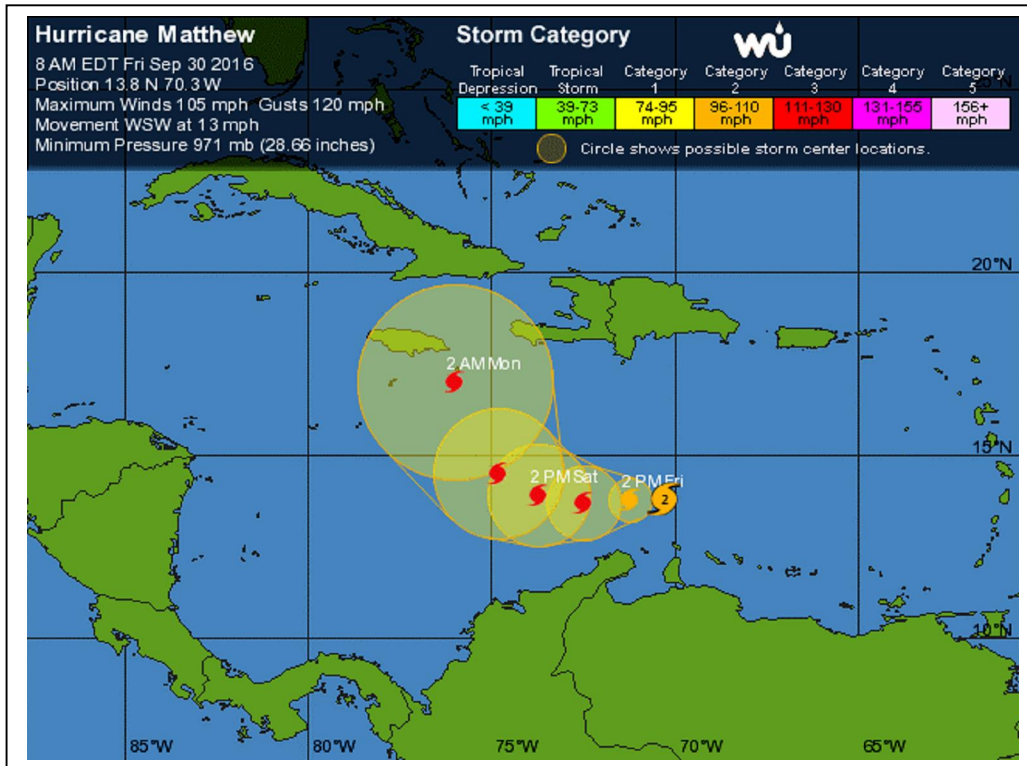 Hurricane Matthew
8 AM EDT Fri Sep 30 2016
Position 13.8 N 70.3 W
Maximum Winds 105 mph Gusts 120 mph
Movement WSW at 13 mph
Minimum Pressure 971 mb (28.66 inches)
Storm Category
wu
Tropical Depression
< 39 mph
Tropical Storm
39-73 mph
Category 1
74-95 mph
Category 2
96-110 mph
Category 3
111-130 mph
Category 4
131-155 mph
Category 5
156+ mph
Circle shows possible storm center locations.
20°N
2 AM Mon
15°N
2 PM Sat
2 PM Fri
2
10°N
85°W
80°W
75°W
70°W
65°W